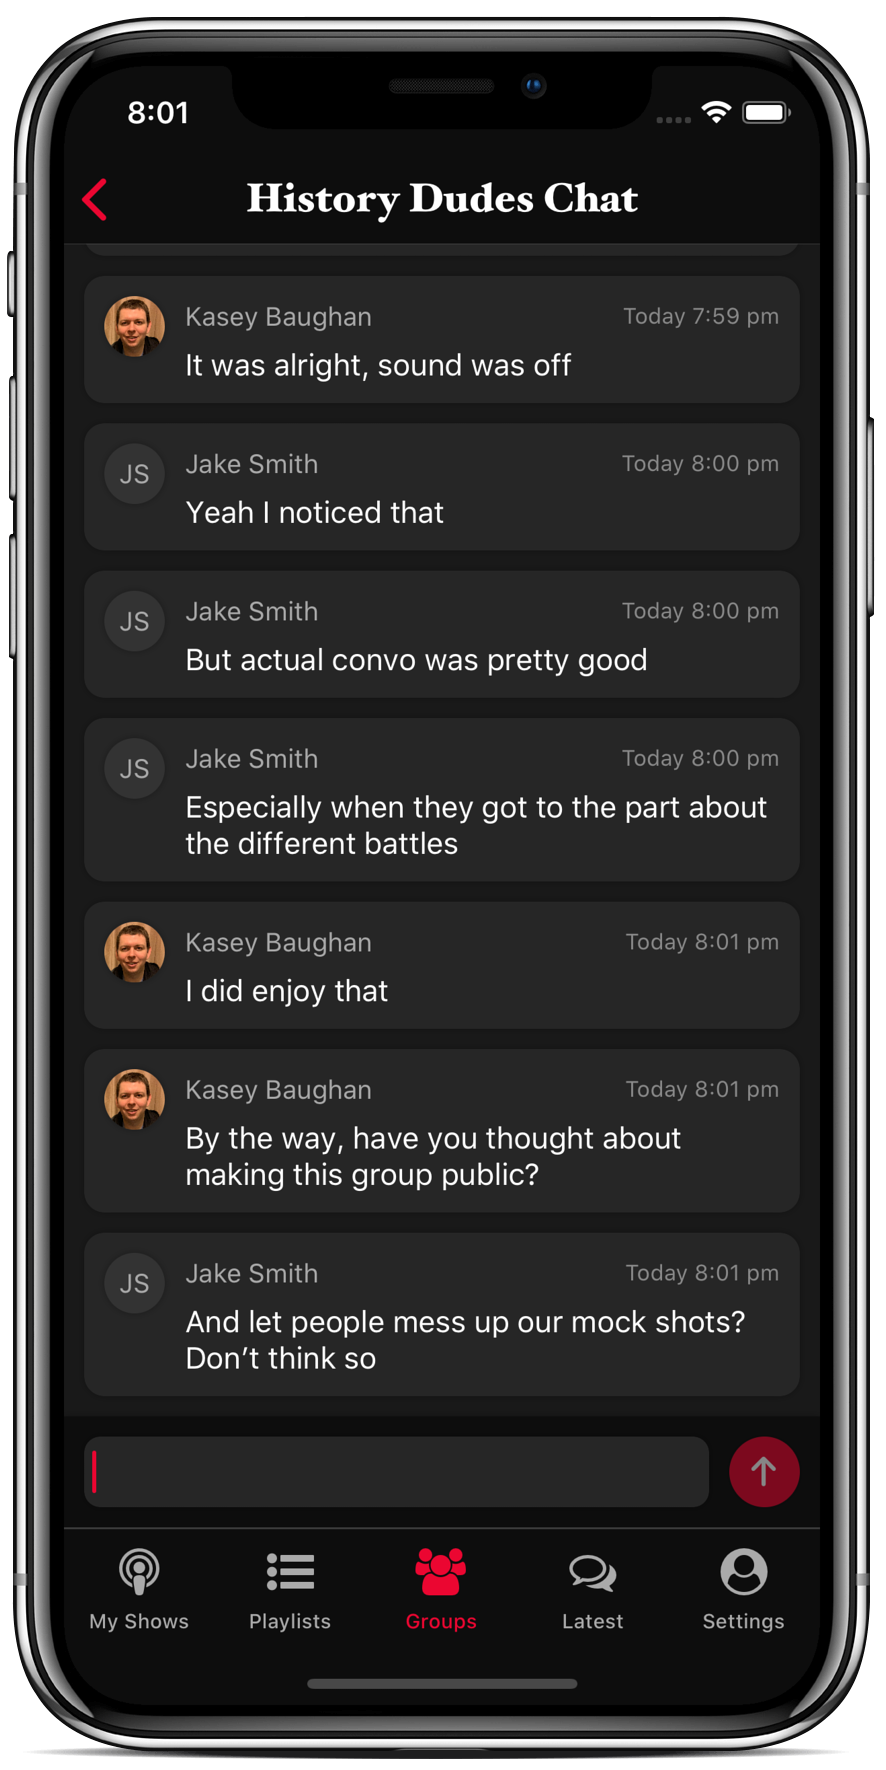 8:01
History Dudes Chat
Kasey Baughan Today 7:59 pm
It was alright, sound was off
JS Jake Smith Today 8:00 pm
Yeah I noticed that
JS Jake Smith Today 8:00 pm
But actual convo was pretty good
JS Jake Smith Today 8:00 pm
Especially when they got to the part about
the different battles
Kasey Baughan Today 8:01 pm
I did enjoy that
Kasey Baughan Today 8:01 pm
By the way, have you thought about
making this group public?
JS Jake Smith Today 8:01 pm
And let people mess up our mock shots?
Don’t think so
My Shows Playlists Groups Latest Settings